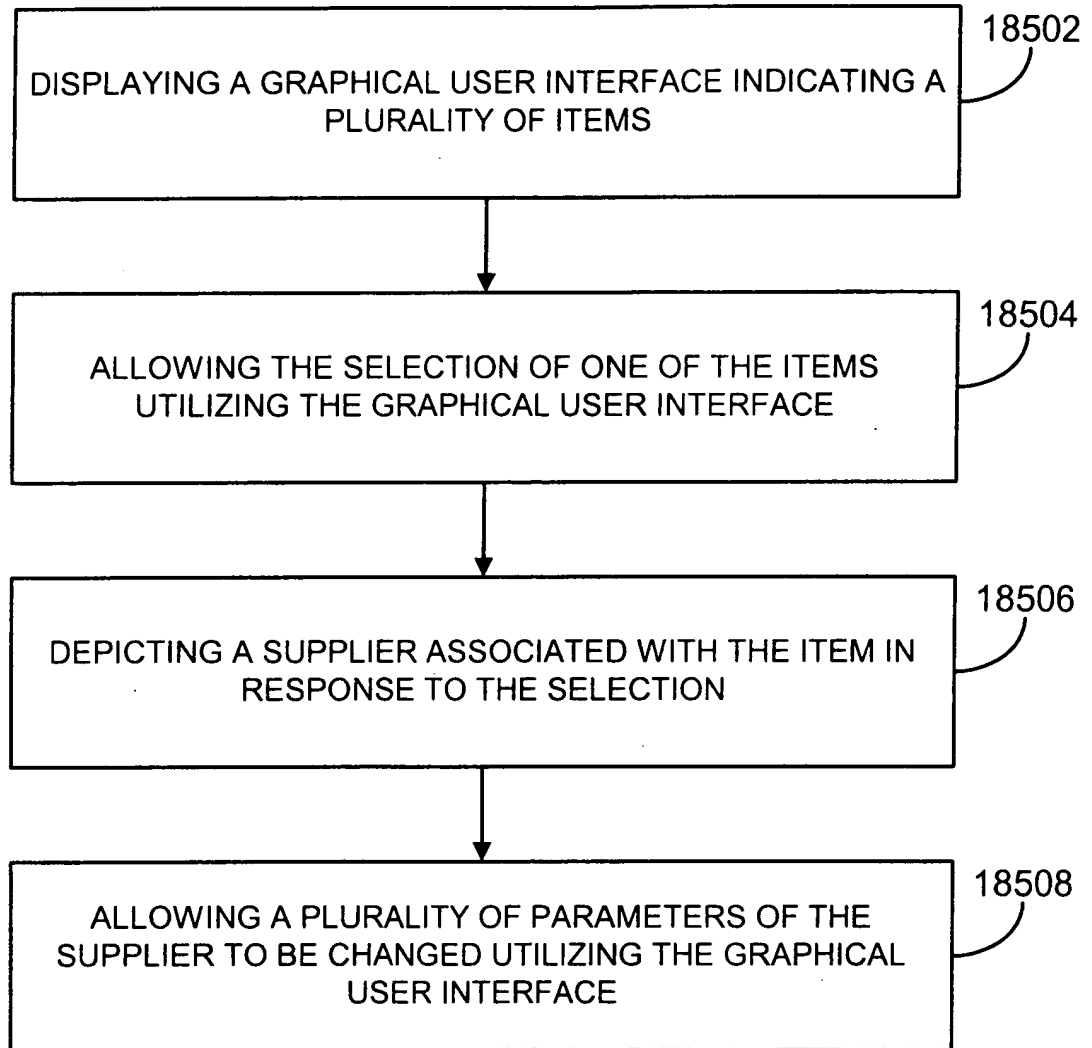 18502
DISPLAYING A GRAPHICAL USER INTERFACE INDICATING A
PLURALITY OF ITEMS
18504
ALLOWING THE SELECTION OF ONE OF THE ITEMS
UTILIZING THE GRAPHICAL USER INTERFACE
18506
DEPICTING A SUPPLIER ASSOCIATED WITH THE ITEM IN
RESPONSE TO THE SELECTION
18508
ALLOWING A PLURALITY OF PARAMETERS OF THE
SUPPLIER TO BE CHANGED UTILIZING THE GRAPHICAL
USER INTERFACE